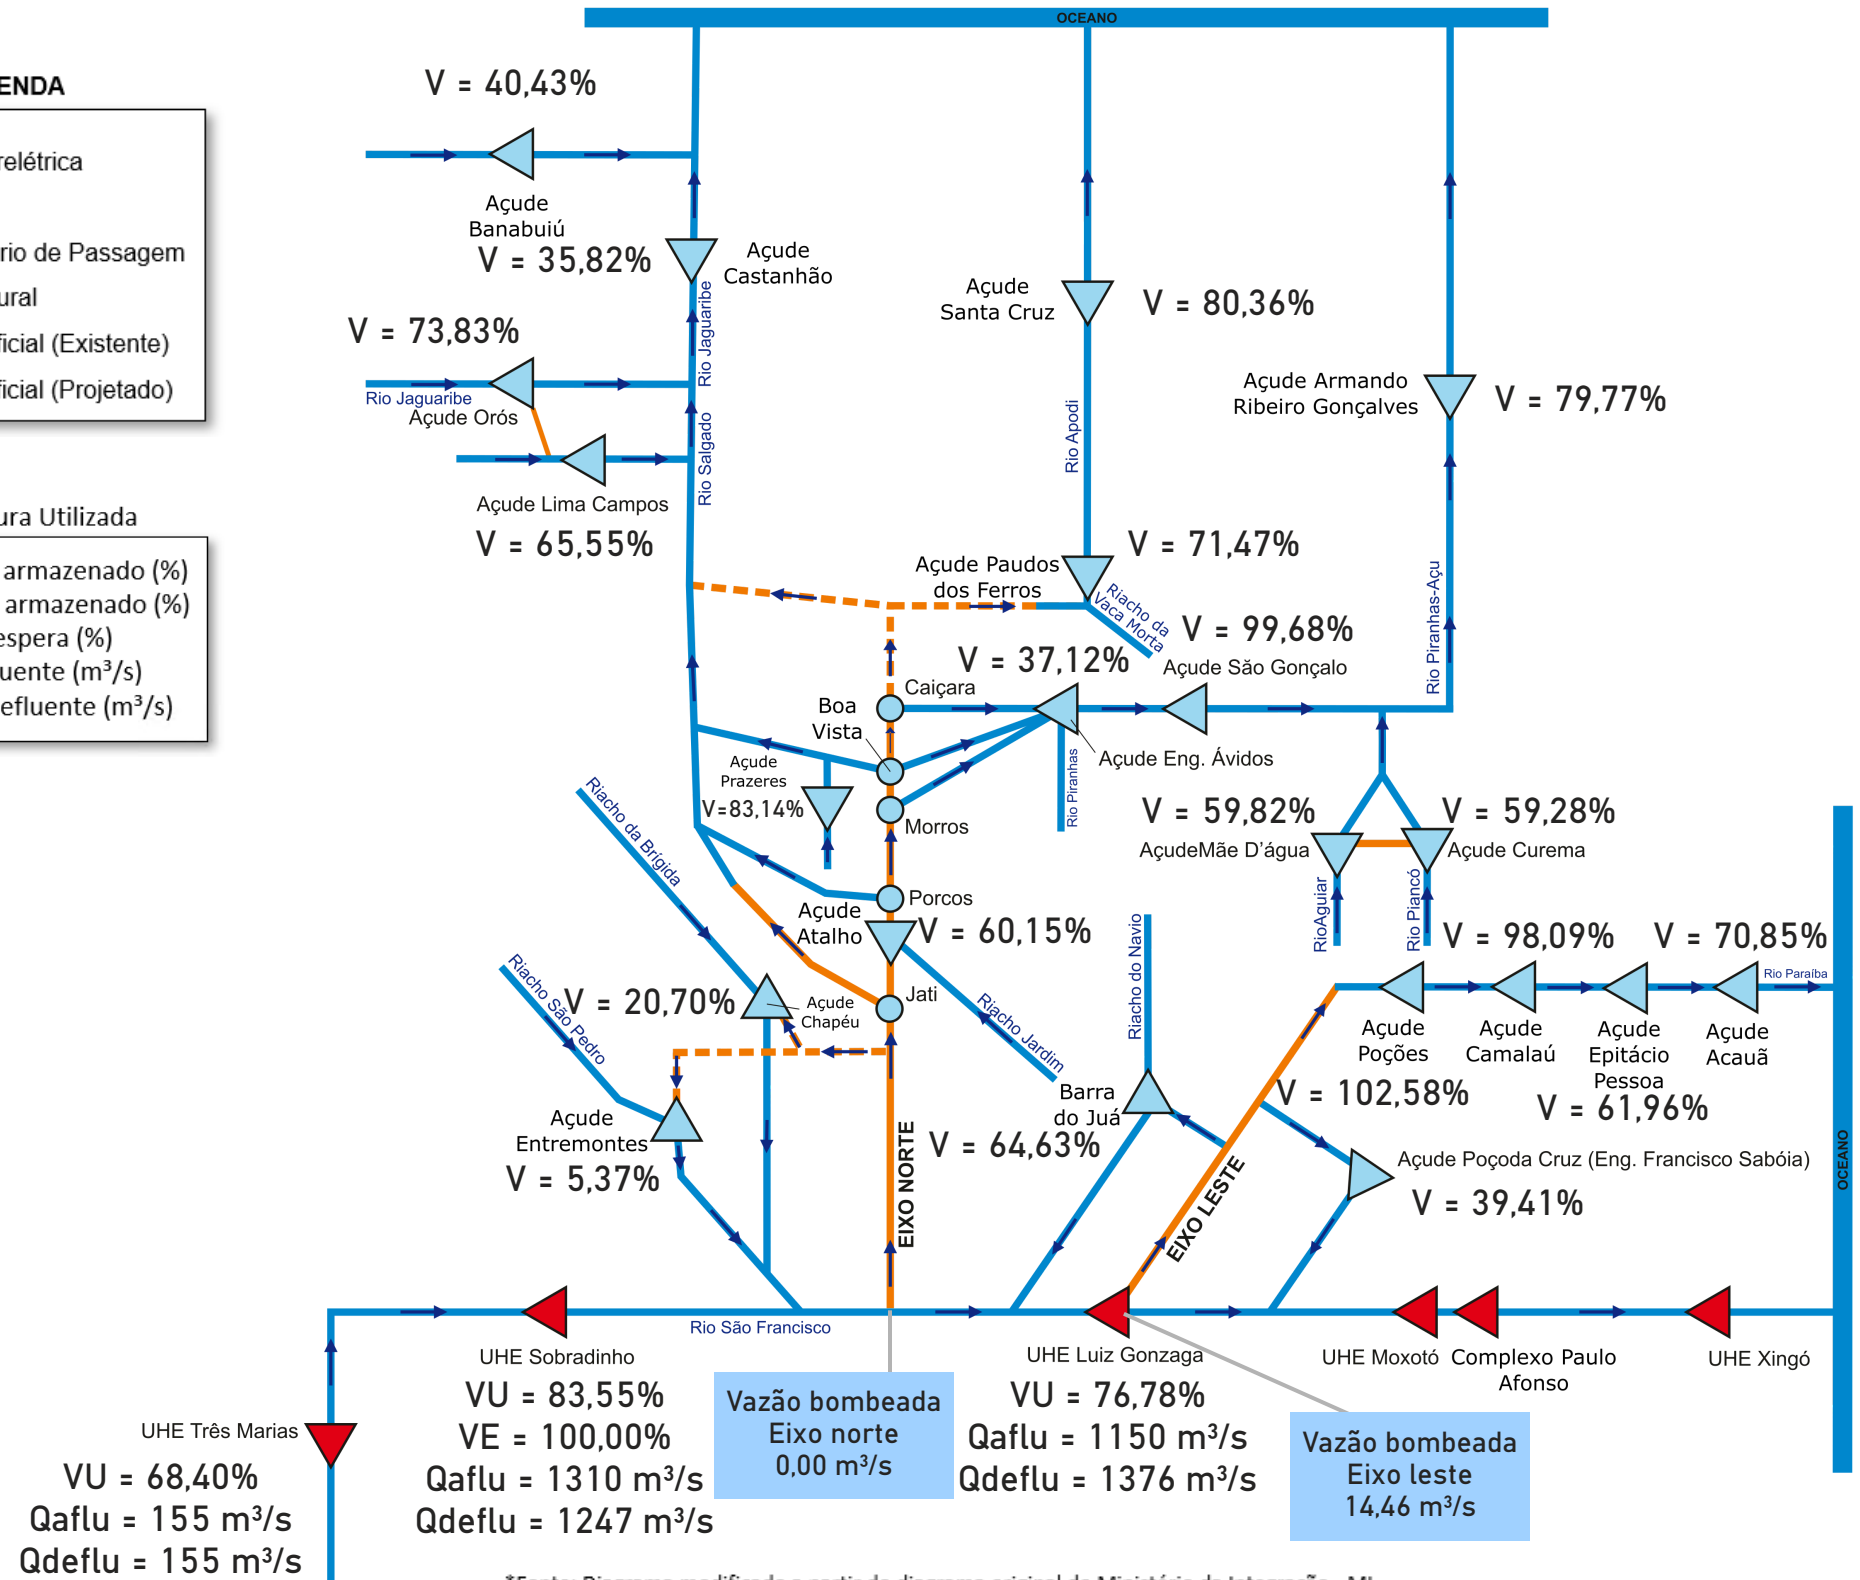 OCEANO
ENDA
relétrica
rio de Passagem
ural
ficial (Existente)
ficial (Projetado)
ura Utilizada
armazenado (%)
armazenado (%)
espera (%)
uente (m³/s)
efluente (m³/s)
V = 40,43%
Açude
Banabuiú
V = 35,82%
Açude
Castanhão
V = 73,83%
Rio Jaguaribe
Açude Orós
Rio Jaguaribe
Rio Salgado
Açude Lima Campos
V = 65,55%
Açude
Santa Cruz
V = 80,36%
Rio Apodi
Açude Armando
Ribeiro Gonçalves
V = 79,77%
Açude Paudos
dos Ferros
V = 71,47%
Riacho da
Vaca Morta
Rio Piranhas-Açu
V = 99,68%
Açude São Gonçalo
V = 37,12%
Caiçara
Boa
Vista
Açude Eng. Ávidos
Rio Piranhas
Açude
Prazeres
V=83,14%
Morros
Porcos
V = 59,82%
AçudeMãe D'água
V = 59,28%
Açude Curema
RioAguiar
Rio Piancó
Riacho da Brígida
Açude
Atalho
V = 60,15%
Jati
Riacho Jardim
Riacho São Pedro
V = 20,70%
Açude
Chapéu
Riacho do Navio
V = 98,09%
V = 70,85%
Rio Paraíba
Açude
Poções
Açude
Camalaú
Açude
Epitácio
Pessoa
Açude
Acauã
V = 102,58%
V = 61,96%
Barra
do Juá
V = 64,63%
Açude
Entremontes
V = 5,37%
EIXO NORTE
EIXO LESTE
Açude Poçoda Cruz (Eng. Francisco Sabóia)
V = 39,41%
OCEANO
Rio São Francisco
UHE Sobradinho
VU = 83,55%
VE = 100,00%
Qaflu = 1310 m³/s
Qdeflu = 1247 m³/s
Vazão bombeada
Eixo norte
0,00 m³/s
UHE Luiz Gonzaga
VU = 76,78%
Qaflu = 1150 m³/s
Qdeflu = 1376 m³/s
Vazão bombeada
Eixo leste
14,46 m³/s
UHE Moxotó
Complexo Paulo
Afonso
UHE Xingó
UHE Três Marias
VU = 68,40%
Qaflu = 155 m³/s
Qdeflu = 155 m³/s